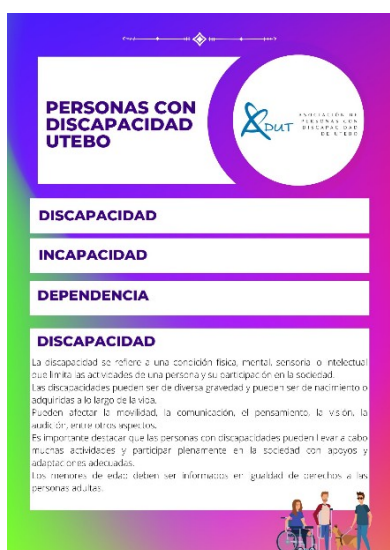 PERSONAS CON
DISCAPACIDAD
UTEBO
ADUT
ASOCIACIÓN DE
PERSONAS CON
DISCAPACIDAD
DE UTEBO
DISCAPACIDAD
INCAPACIDAD
DEPENDENCIA
DISCAPACIDAD
La discapacidad se refiere a una condición física, mental, sensorial o intelectual
que limita las actividades de una persona y su participación en la sociedad.
Las discapacidades pueden ser de diversa gravedad y pueden ser de nacimiento o
adquiridas a lo largo de la vida.
Pueden afectar la movilidad, la comunicación, el pensamiento, la visión, la
audición, entre otros aspectos.
Es importante destacar que las personas con discapacidades pueden llevar a cabo
muchas actividades y participar plenamente en la sociedad con apoyos y
adaptaciones adecuadas.
Los menores de edad deben ser informados en igualdad de derechos a las
personas adultas.